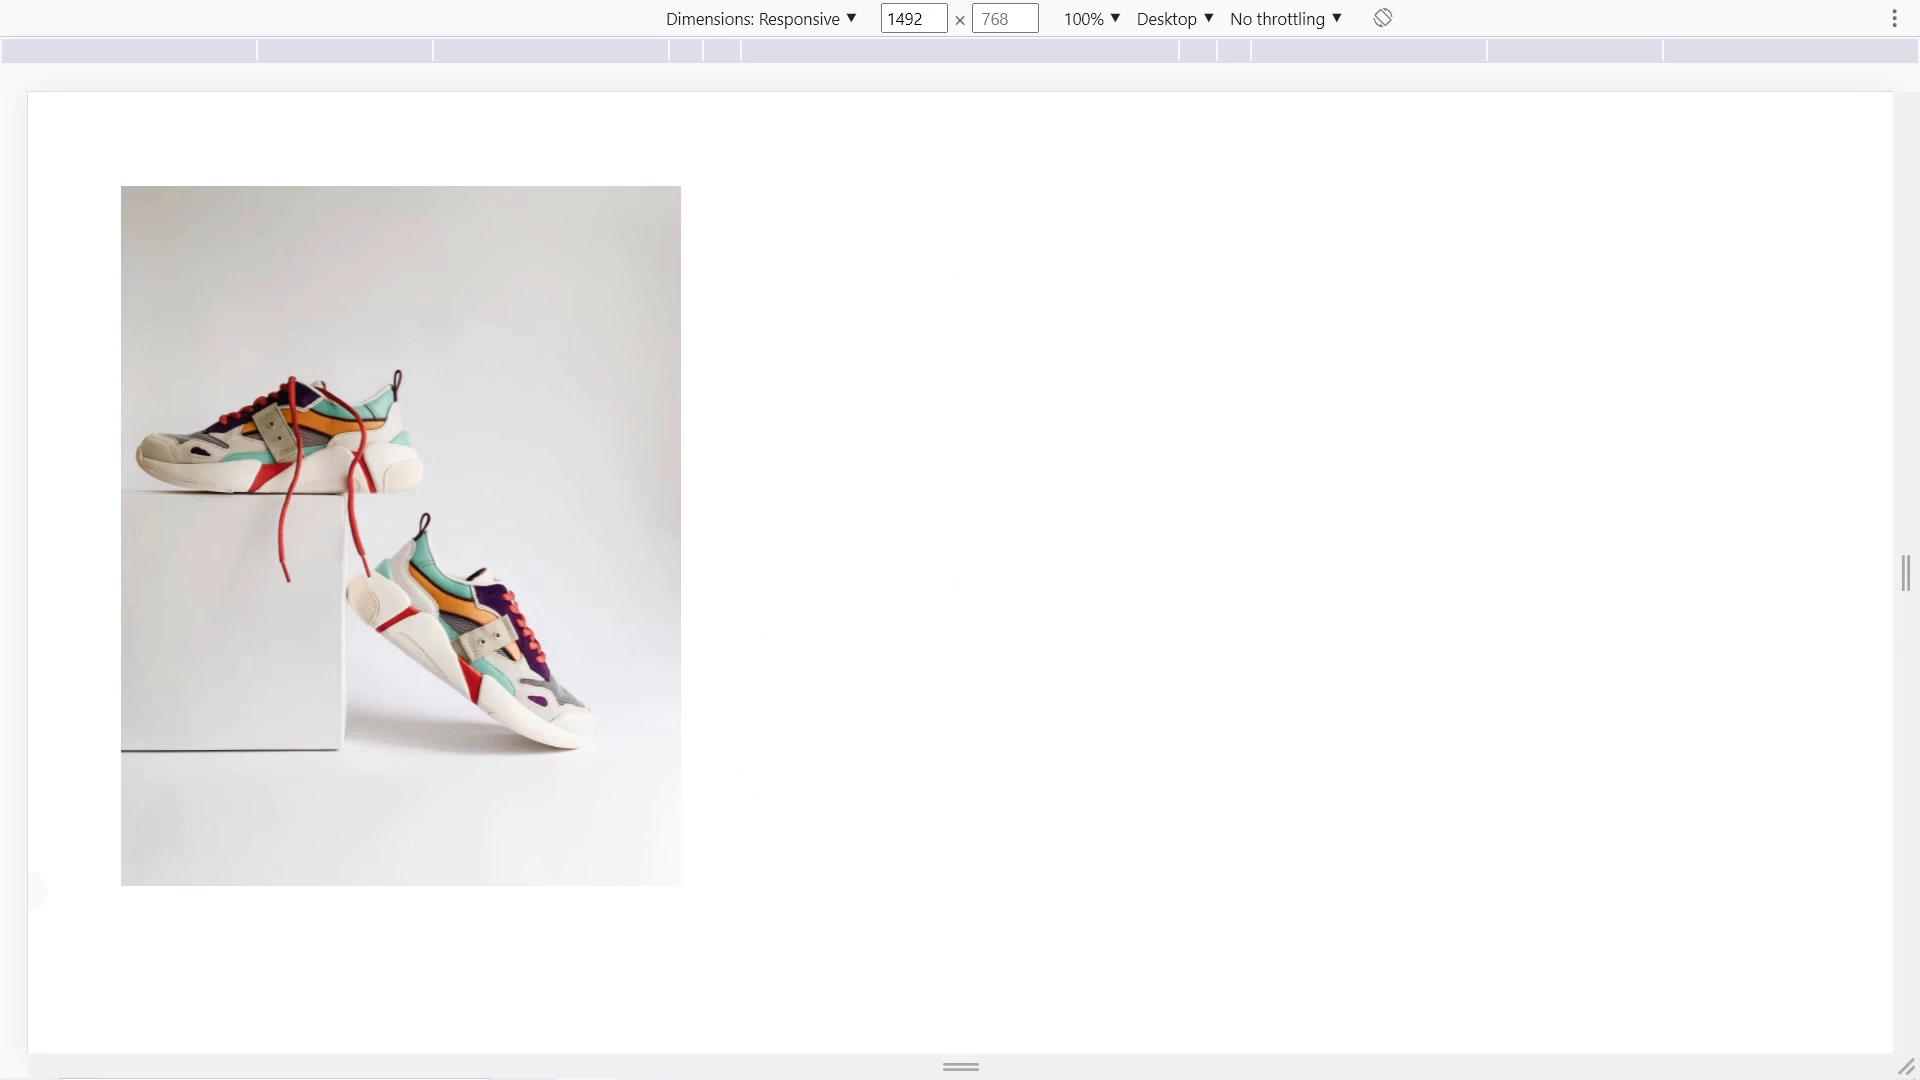 Dimensions: Responsive ▼ 1492 × 768 100% ▼ Desktop ▼ No throttling ▼